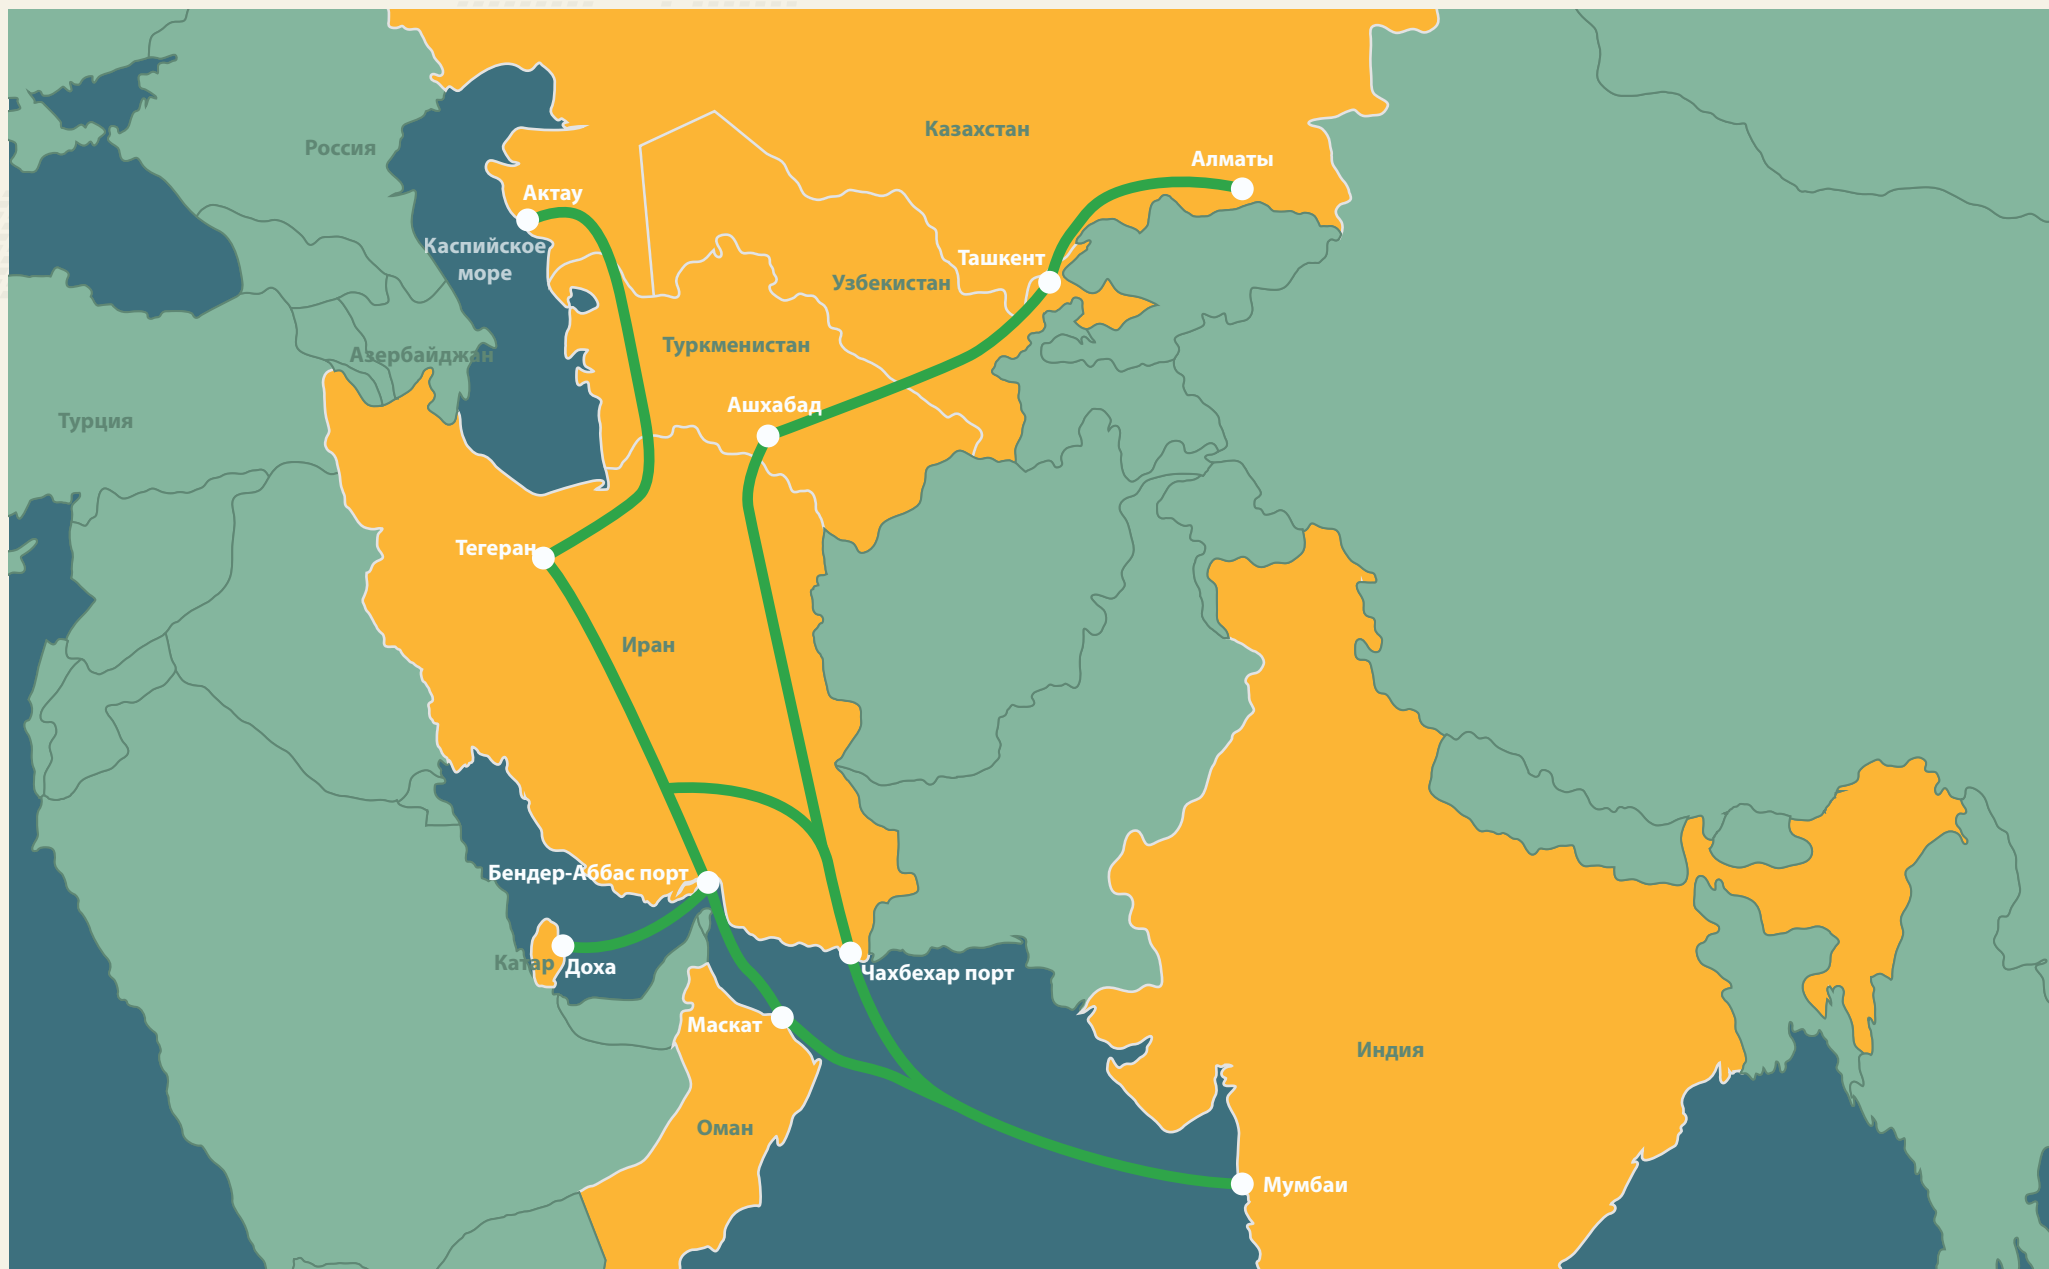 Казахстан
Россия
Алматы
Актау
Каспийское
море
Ташкент
Узбекистан
Туркменистан
Азербайджан
Ашхабад
Турция
Тегеран
Иран
Бендер-Аббас порт
Катар
Доха
Чахбехар порт
Маскат
Индия
Оман
Мумбаи